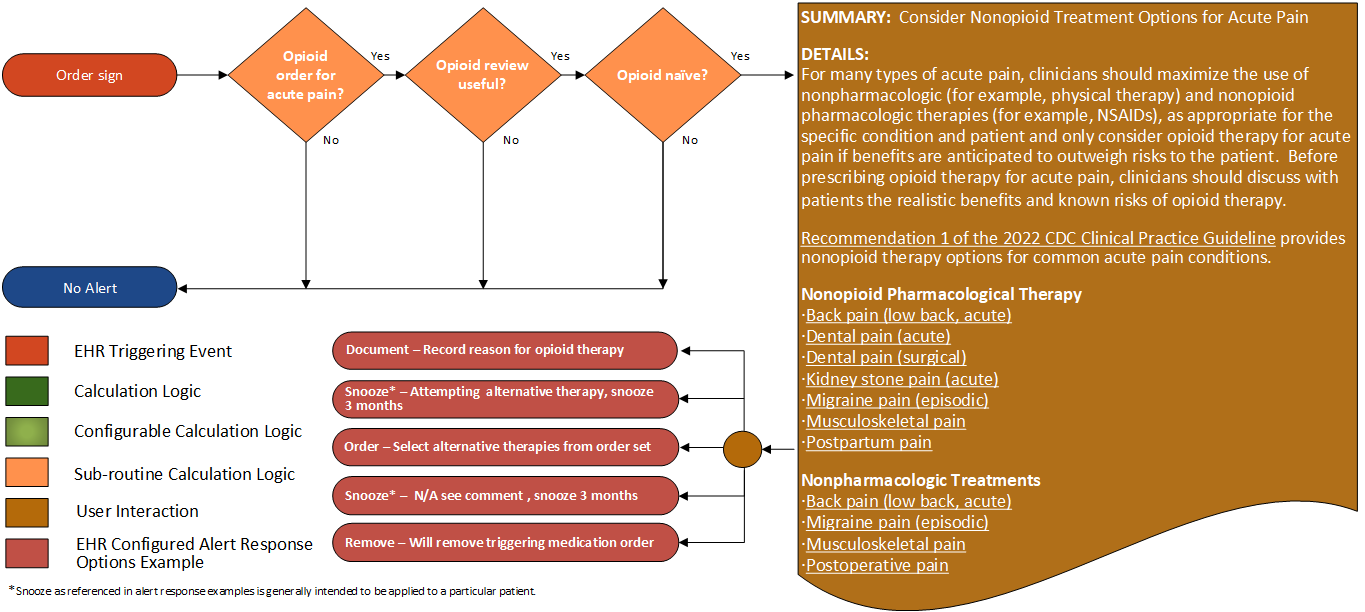 Order sign
Opioid
order for
acute pain?
Yes
No
Opioid review
useful?
Yes
No
Opioid naïve?
Yes
No
No Alert
SUMMARY: Consider Nonopioid Treatment Options for Acute Pain
DETAILS:
For many types of acute pain, clinicians should maximize the use of
nonpharmacologic (for example, physical therapy) and nonopioid
pharmacologic therapies (for example, NSAIDs), as appropriate for the
specific condition and patient and only consider opioid therapy for acute
pain if benefits are anticipated to outweigh risks to the patient.  Before
prescribing opioid therapy for acute pain, clinicians should discuss with
patients the realistic benefits and known risks of opioid therapy.
Recommendation 1 of the 2022 CDC Clinical Practice Guideline provides
nonopioid therapy options for common acute pain conditions.
Nonopioid Pharmacological Therapy
·Back pain (low back, acute)
·Dental pain (acute)
·Dental pain (surgical)
·Kidney stone pain (acute)
·Migraine pain (episodic)
·Musculoskeletal pain
·Postpartum pain
Nonpharmacologic Treatments
·Back pain (low back, acute)
·Migraine pain (episodic)
·Musculoskeletal pain
·Postoperative pain
EHR Triggering Event
Calculation Logic
Configurable Calculation Logic
Sub-routine Calculation Logic
User Interaction
EHR Configured Alert Response
Options Example
Document – Record reason for opioid therapy
Snooze* – Attempting alternative therapy, snooze
3 months
Order – Select alternative therapies from order set
Snooze* – N/A see comment , snooze 3 months
Remove – Will remove triggering medication order
*Snooze as referenced in alert response examples is generally intended to be applied to a particular patient.